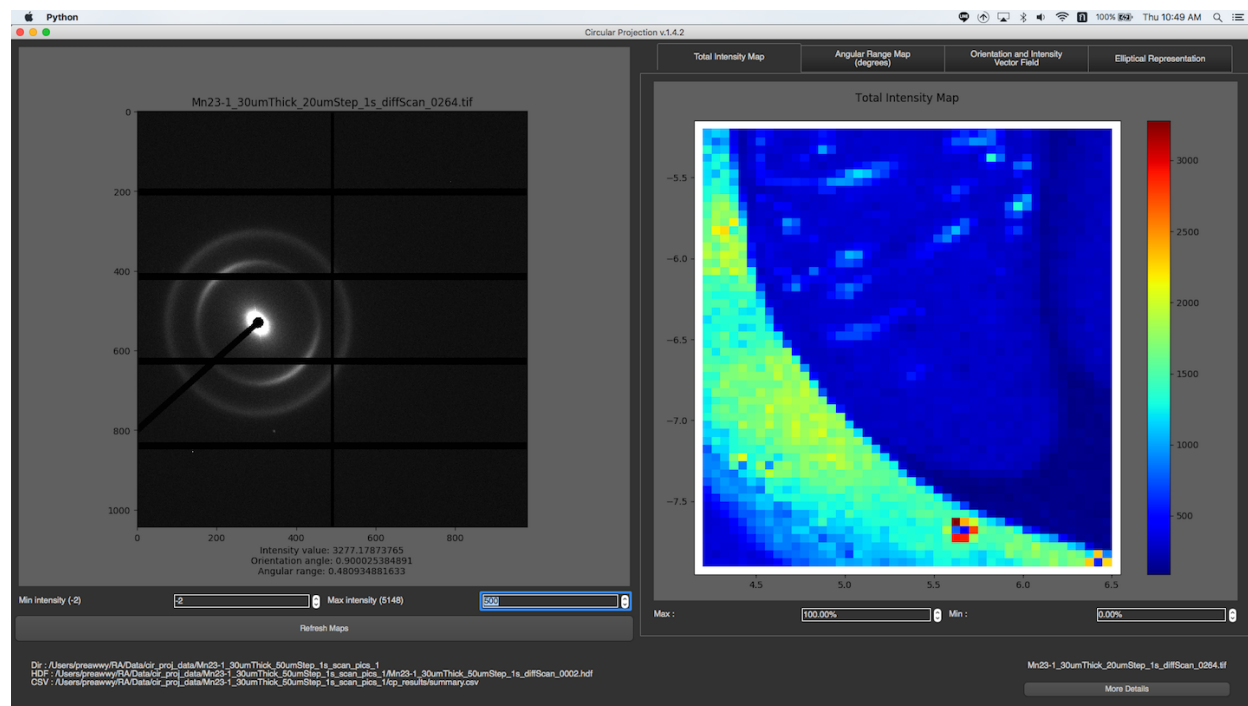 Python
100%
Thu 10:49 AM
Circular Projection v.1.4.2
Mn23-1_30umThick_20umStep_1s_diffScan_0264.tif
0
200
400
600
800
1000
0
200
400
600
800
Intensity value: 3277.17873765
Orientation angle: 0.900025384891
Angular range: 0.480934881633
Min intensity (-2)
-2
Max intensity (5148)
500
Refresh Maps
Total Intensity Map
Angular Range Map
(degrees)
Orientation and Intensity
Vector Field
Elliptical Representation
Total Intensity Map
−5.5
−6.0
−6.5
−7.0
−7.5
4.5
5.0
5.5
6.0
6.5
3000
2500
2000
1500
1000
500
Max :
100.00%
Min :
0.00%
Dir : /Users/preawwy/RA/Data/cir_proj_data/Mn23-1_30umThick_50umStep_1s_scan_pics_1
HDF : /Users/preawwy/RA/Data/cir_proj_data/Mn23-1_30umThick_50umStep_1s_scan_pics_1/Mn23-1_30umThick_50umStep_1s_diffScan_0002.hdf
CSV : /Users/preawwy/RA/Data/cir_proj_data/Mn23-1_30umThick_50umStep_1s_scan_pics_1/cp_results/summary.csv
Mn23-1_30umThick_20umStep_1s_diffScan_0264.tif
More Details